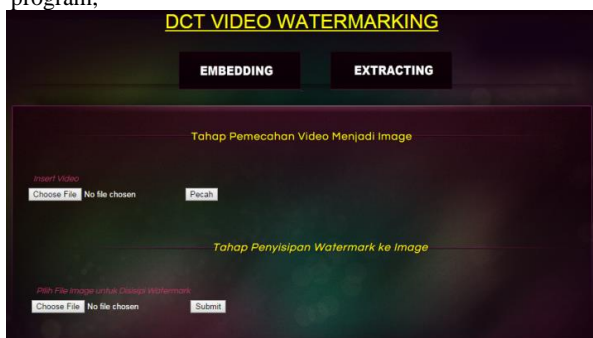 program,
DCT VIDEO WATERMARKING
EMBEDDING EXTRACTING
Tahap Pemecahan Video Menjadi Image
Insert Video
Choose File No file chosen Pecah
Tahap Penyisipan Watermark ke Image
Pilih File Image untuk Disisipi Watermark
Choose File No file chosen Submit